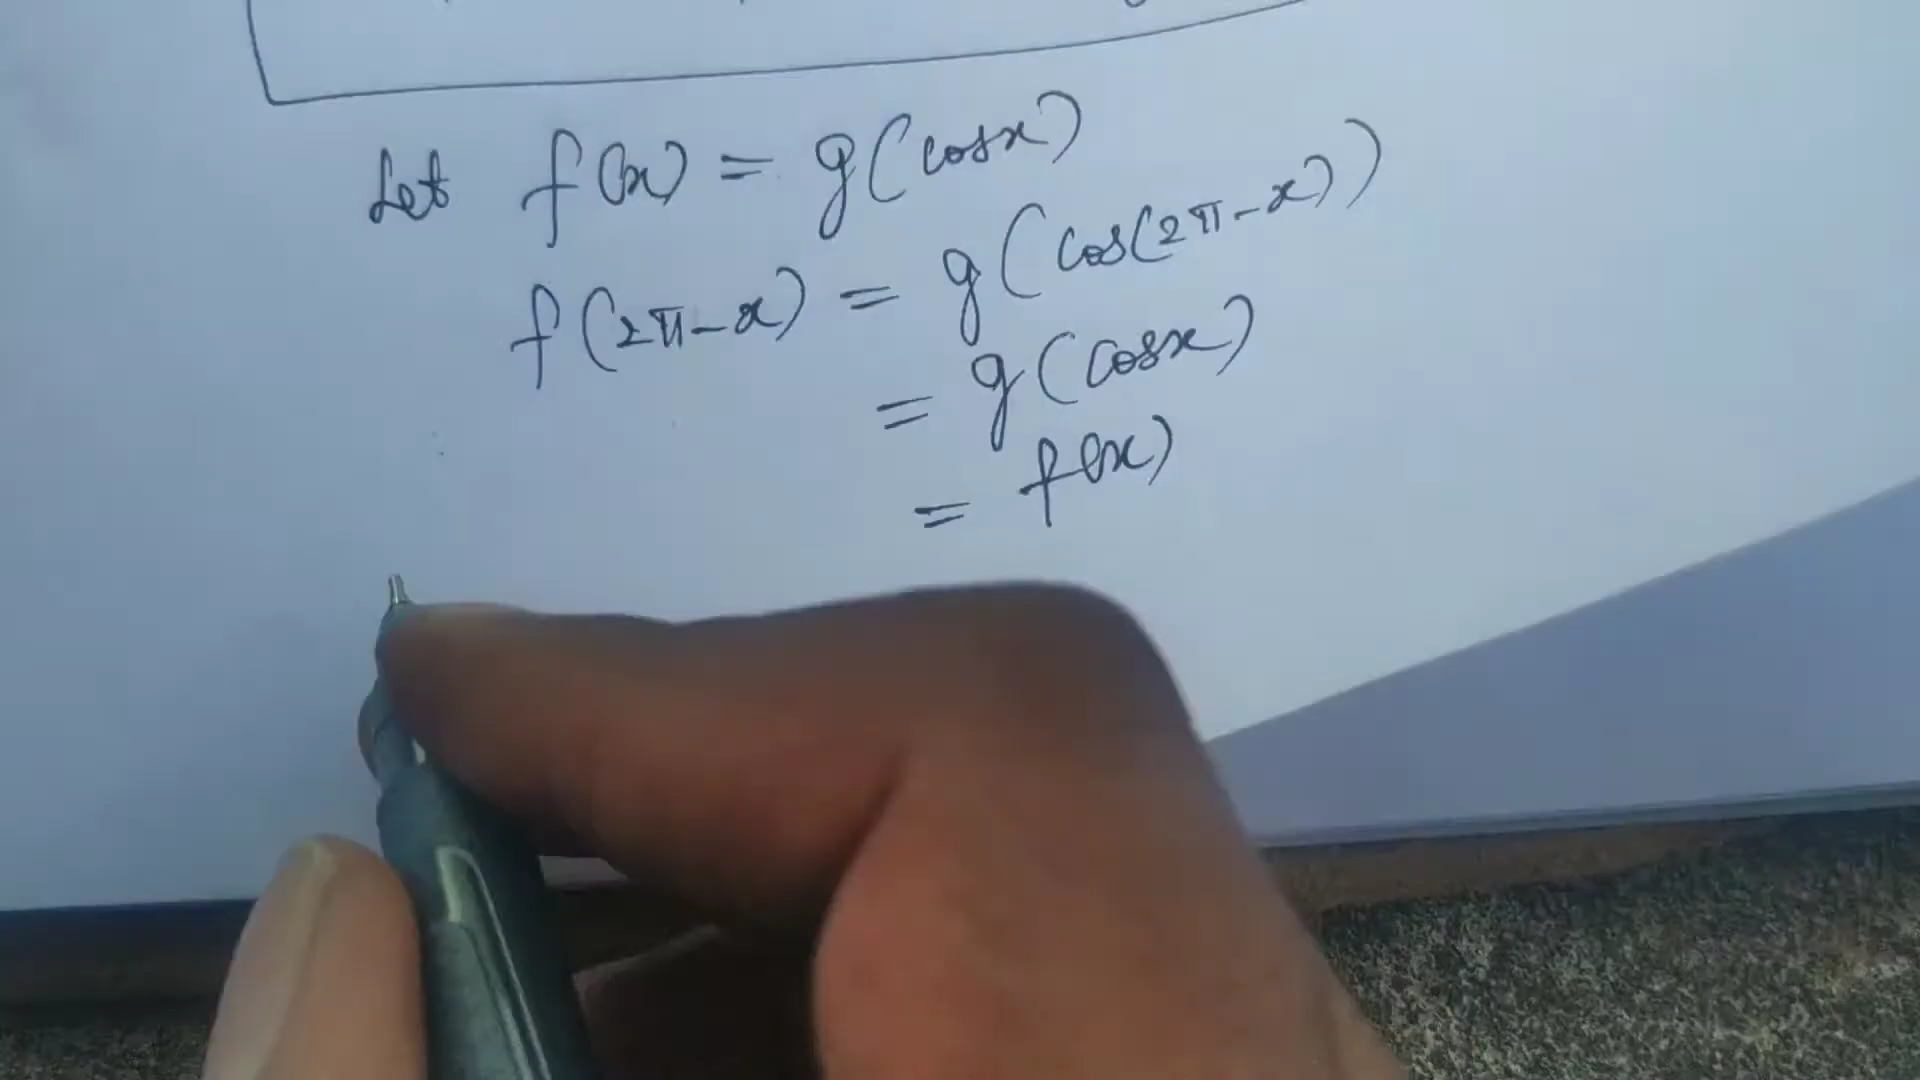 Let f(x) = g(cosx)
f(2π-x) = g(cos(2π-x))
= g(cosx)
= f(x)